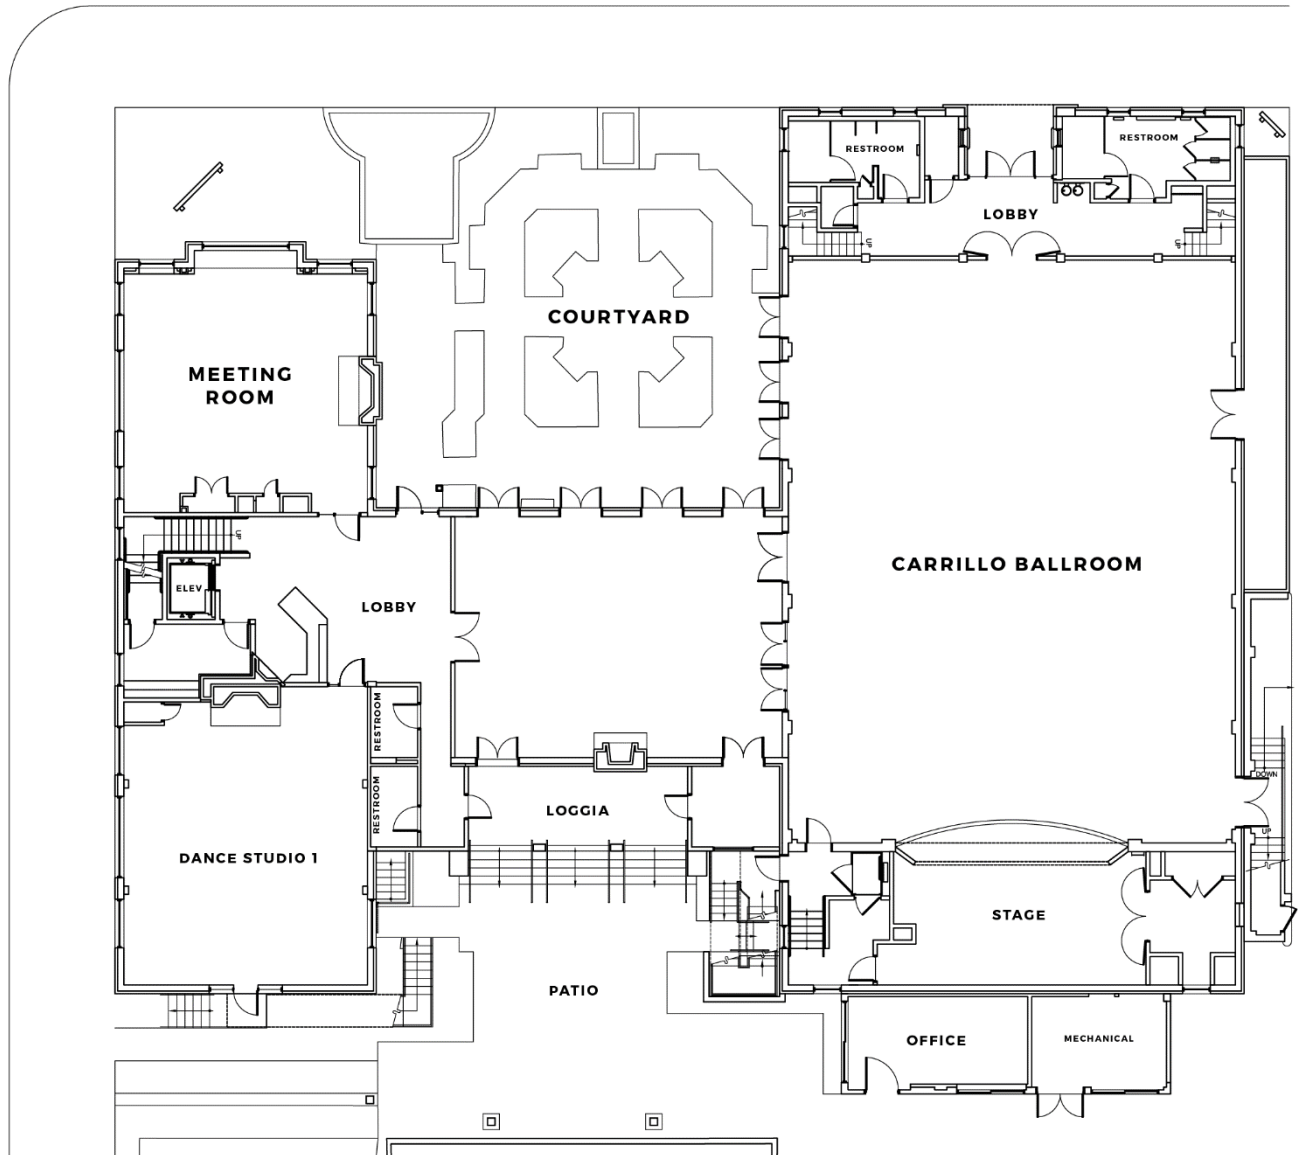 RESTROOM
RESTROOM
LOBBY
UP
UP
COURTYARD
MEETING
ROOM
UP
ELEV
CARRILLO BALLROOM
LOBBY
RESTROOM
RESTROOM
DOWN
LOGGIA
UP
DANCE STUDIO 1
STAGE
PATIO
OFFICE
MECHANICAL